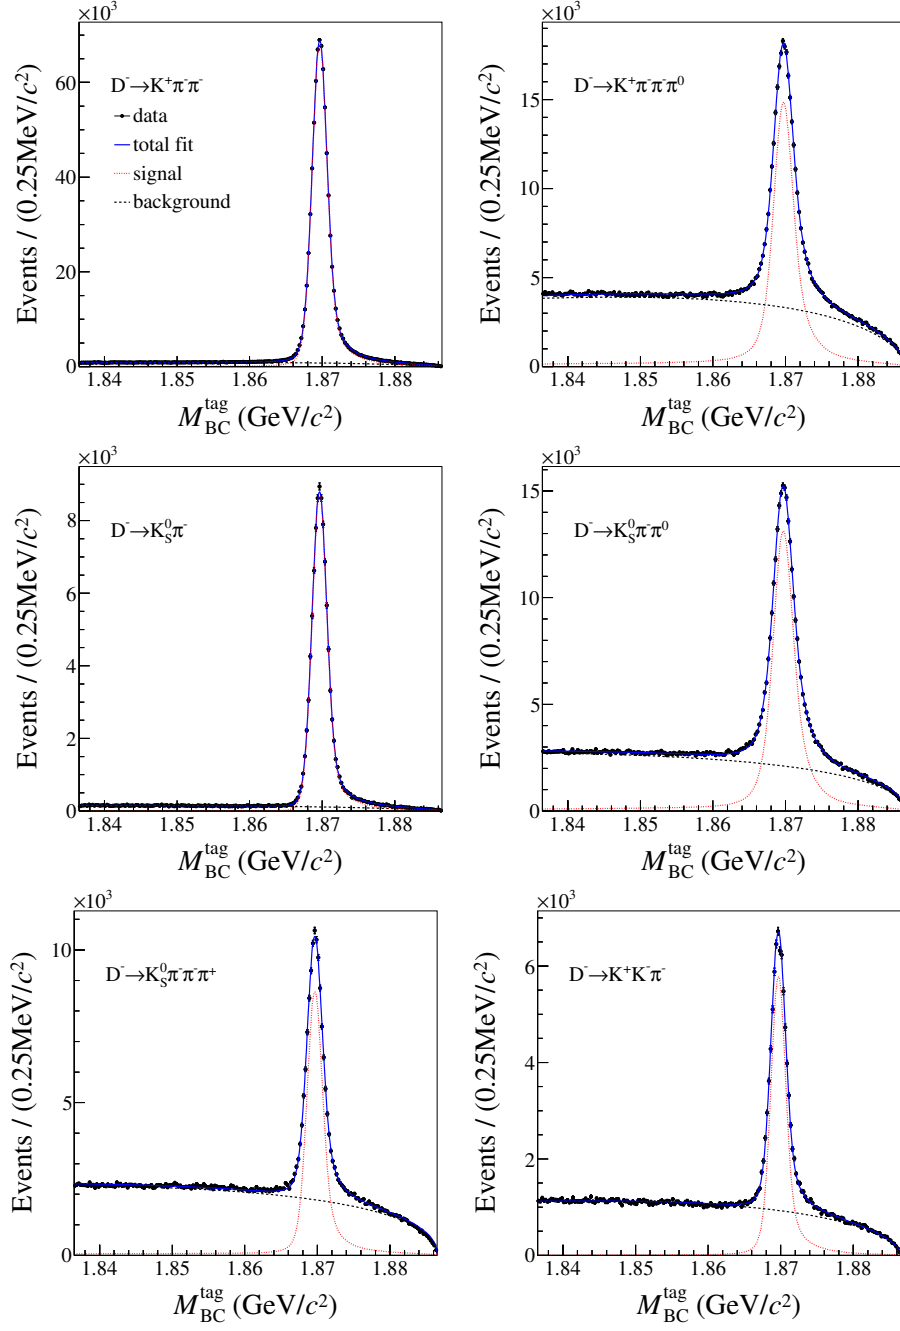 ×10³
Events / (0.25MeV/c²)
D⁻→K⁺π⁻π⁻
data
total fit
signal
background
60
40
20
0
1.84 1.85 1.86 1.87 1.88
M_BC^tag (GeV/c²)
×10³
Events / (0.25MeV/c²)
D⁻→K⁺π⁻π⁻π⁰
15
10
5
0
1.84 1.85 1.86 1.87 1.88
M_BC^tag (GeV/c²)
×10³
Events / (0.25MeV/c²)
D⁻→K_S^0π⁻
8
6
4
2
0
1.84 1.85 1.86 1.87 1.88
M_BC^tag (GeV/c²)
×10³
Events / (0.25MeV/c²)
D⁻→K_S^0π⁻π⁰
15
10
5
0
1.84 1.85 1.86 1.87 1.88
M_BC^tag (GeV/c²)
×10³
Events / (0.25MeV/c²)
D⁻→K_S^0π⁻π⁻π⁺
10
5
0
1.84 1.85 1.86 1.87 1.88
M_BC^tag (GeV/c²)
×10³
Events / (0.25MeV/c²)
D⁻→K⁺K⁻π⁻
6
4
2
0
1.84 1.85 1.86 1.87 1.88
M_BC^tag (GeV/c²)